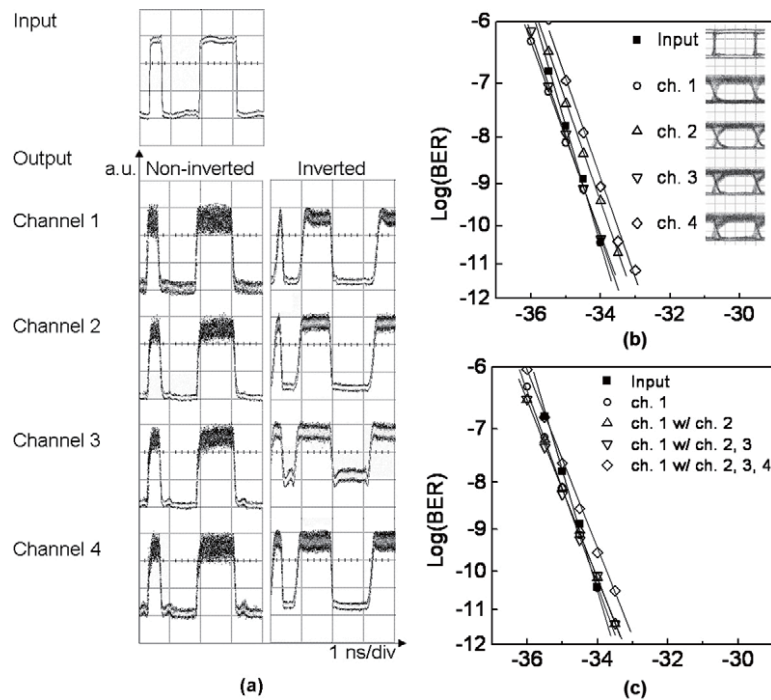 Input
Output
a.u.
Non-inverted
Inverted
Channel 1
Channel 2
Channel 3
Channel 4
1 ns/div
(a)
-6
-7
-8
-9
-10
-11
-12
Log(BER)
Input
ch. 1
ch. 2
ch. 3
ch. 4
-36 -34 -32 -30
(b)
-6
-7
-8
-9
-10
-11
-12
Log(BER)
Input
ch. 1
ch. 1 w/ ch. 2
ch. 1 w/ ch. 2, 3
ch. 1 w/ ch. 2, 3, 4
-36 -34 -32 -30
(c)